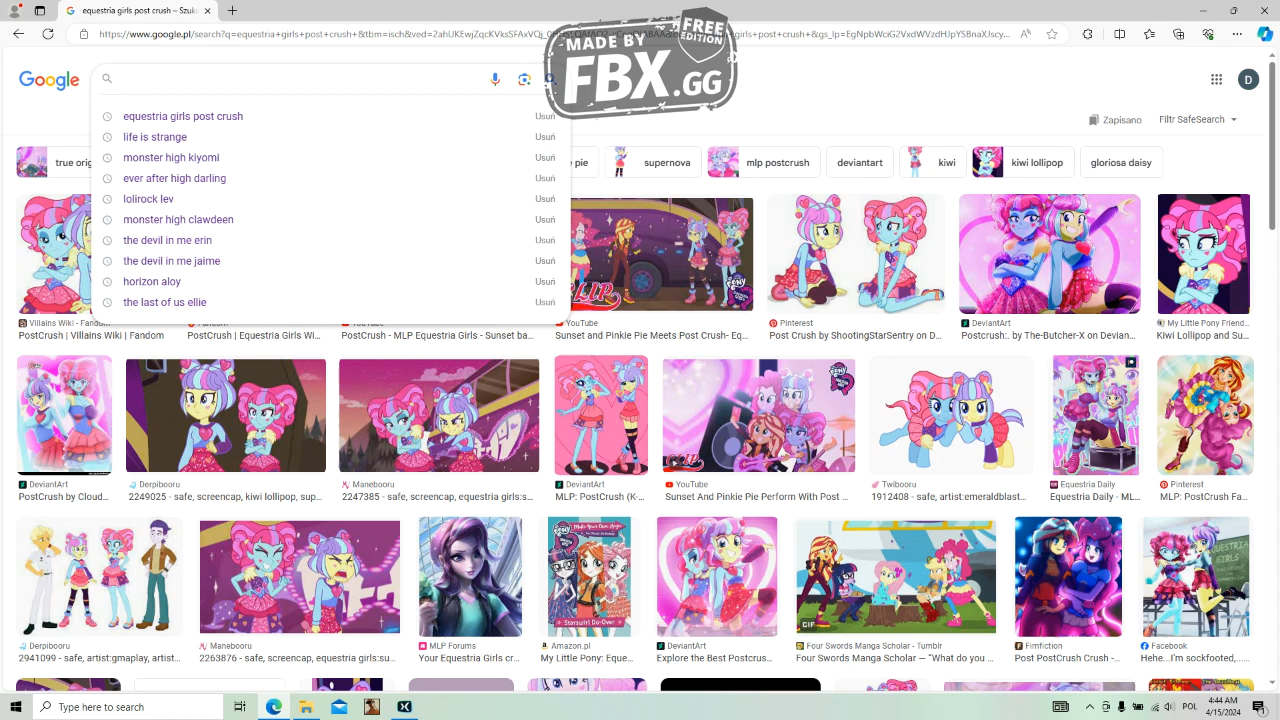 equestria girls post crush - Szuka
https://www.google.pl/search?q=equestria+girls+post+crush+&tbm=isch&ved=
MADE BY
FREE
EDITION
FBX.GG
Google
D
Zapisano
Filtr SafeSearch
equestria girls post crush Usuń
life is strange Usuń
monster high kiyomi Usuń
ever after high darling Usuń
lolirock lev Usuń
monster high clawdeen Usuń
the devil in me erin Usuń
the devil in me jaime Usuń
horizon aloy Usuń
the last of us ellie Usuń
true orig
pie
supernova
mlp postcrush
deviantart
kiwi
kiwi lollipop
gloriosa daisy
Villains Wiki - Fandom
PostCrush | Villains Wiki | Fandom
PostCrush | Equestria Girls Wi...
YouTube
PostCrush - MLP Equestria Girls - Sunset ba...
YouTube
Sunset and Pinkie Pie Meets Post Crush- Eq...
Pinterest
Post Crush by ShootingStarSentry on D...
DeviantArt
Postcrush:. by The-Butcher-X on Devian...
My Little Pony Friend...
Kiwi Lollipop and Su...
DeviantArt
PostCrush by Cloud...
Derpibooru
2249025 - safe, screencap, kiwi lollipop, sup...
Manebooru
2247385 - safe, screencap, equestria girls:s...
DeviantArt
MLP: PostCrush (K-...
YouTube
Sunset And Pinkie Pie Perform With Post ...
Twibooru
1912408 - safe, artist:emeraldblast...
Equestria Daily
Equestria Daily - ML...
Pinterest
MLP: PostCrush Fa...
EQUESTRIA
GIRLS
GIF
Derpibooru
2941099 - safe, artist:gmaplay, artist...
Manebooru
2263876 - safe, screencap, equestria girls:su...
MLP Forums
Your Equestria Girls cr...
Amazon.pl
My Little Pony: Eque...
DeviantArt
Explore the Best Postcrus...
Four Swords Manga Scholar - Tumblr
Four Swords Manga Scholar — “What do you ...
Fimfiction
Post PostCrush Crush -...
Facebook
Hehe...I'm sockfooted,.....
Type here to search
POL
4:44 AM
4/15/2024
1